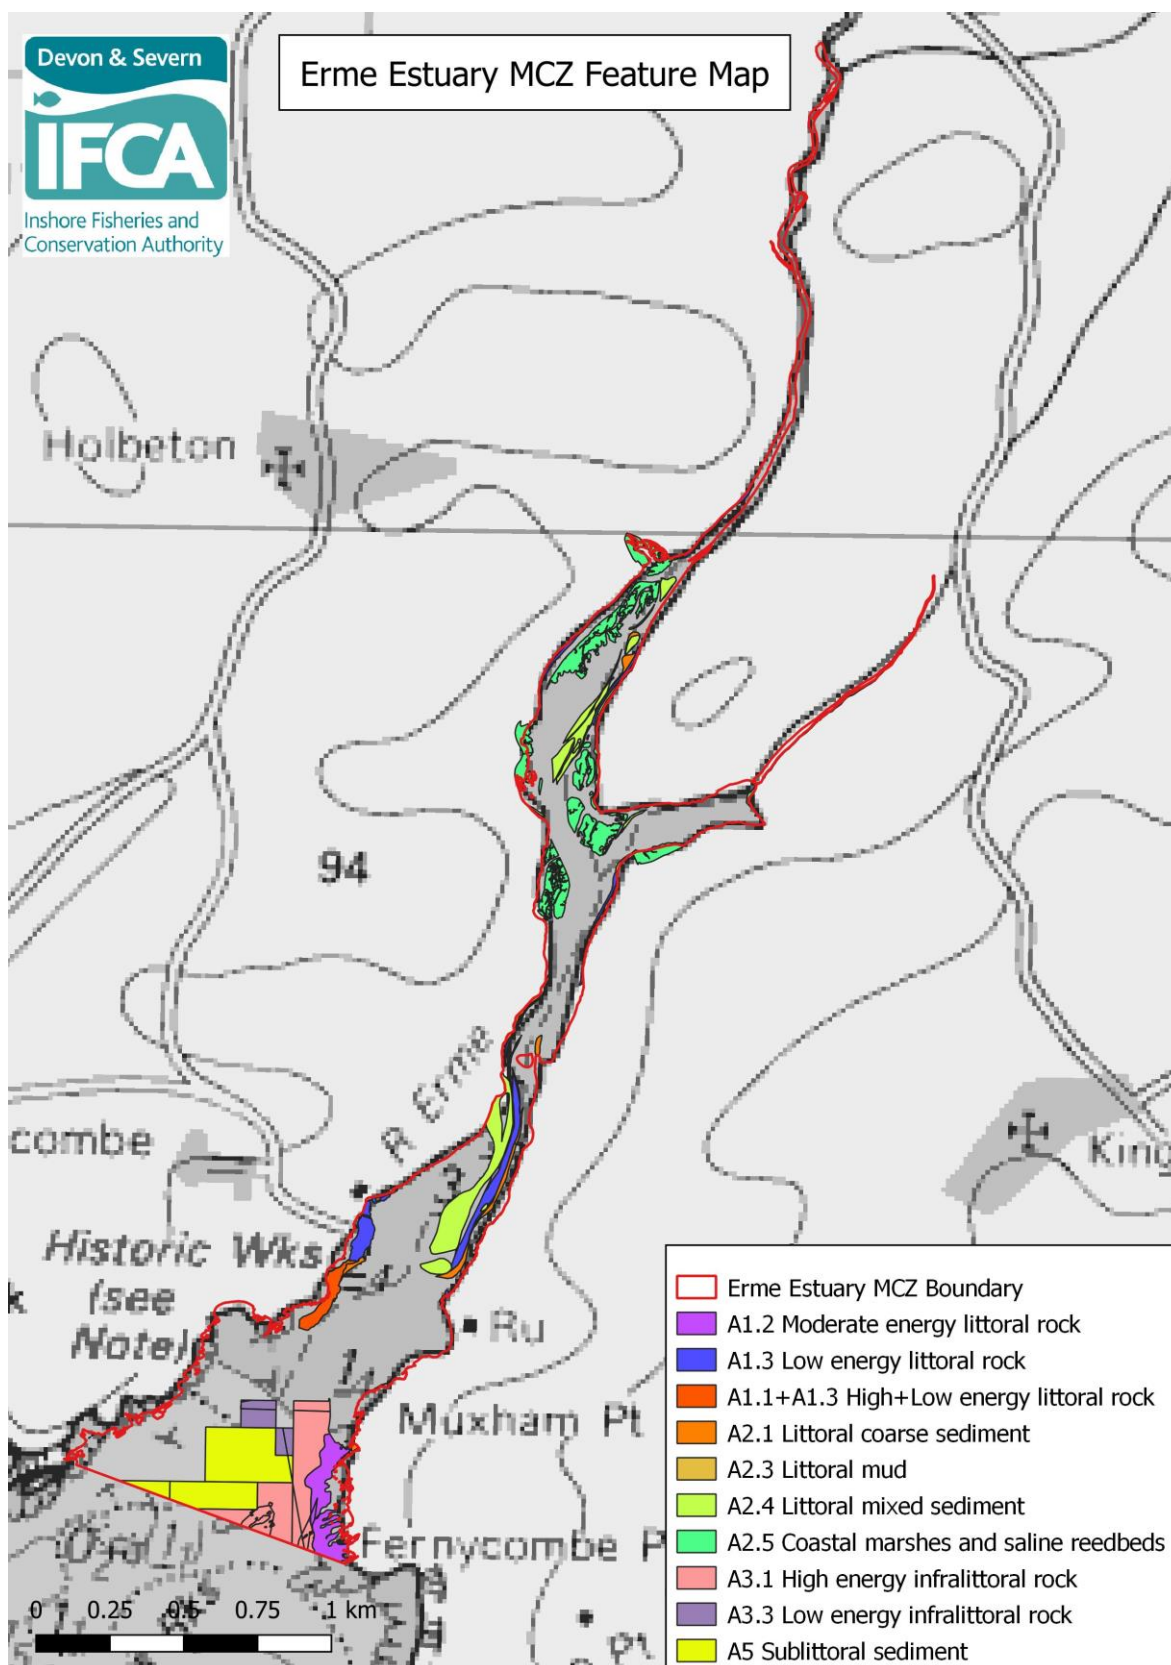 Devon & Severn
IFCA
Inshore Fisheries and
Conservation Authority
Erme Estuary MCZ Feature Map
Holbeton
94
R Erme
combe
King
Historic Wks
(see
Note)
3
Ru
Muxham Pt
Fernycombe P
Pt
0 0.25 0.5 0.75 1 km
Erme Estuary MCZ Boundary
A1.2 Moderate energy littoral rock
A1.3 Low energy littoral rock
A1.1+A1.3 High+Low energy littoral rock
A2.1 Littoral coarse sediment
A2.3 Littoral mud
A2.4 Littoral mixed sediment
A2.5 Coastal marshes and saline reedbeds
A3.1 High energy infralittoral rock
A3.3 Low energy infralittoral rock
A5 Sublittoral sediment